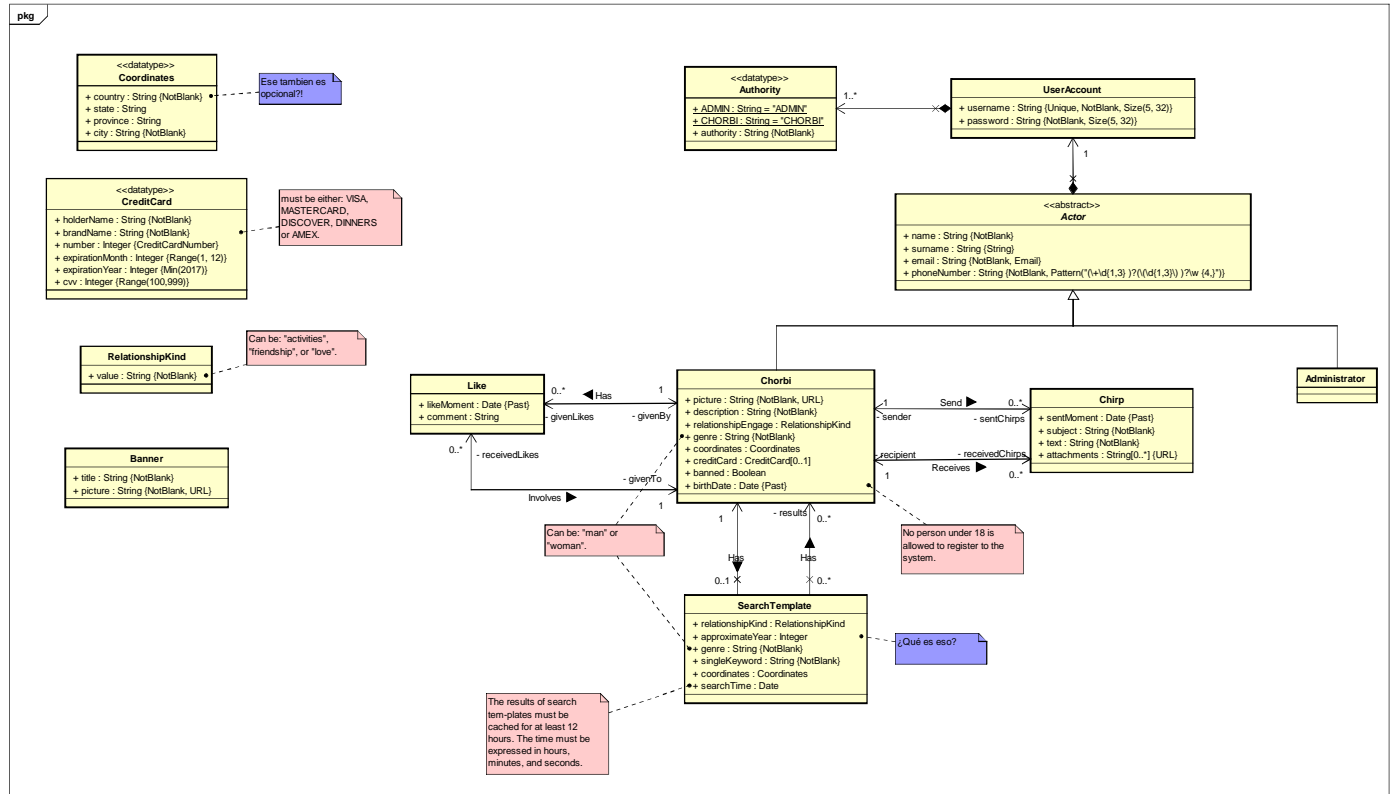 pkg
<<datatype>>
Coordinates
+ country : String {NotBlank}
+ state : String
+ province : String
+ city : String {NotBlank}
Ese tambien es
opcional?!
<<datatype>>
Authority
+ ADMIN : String = "ADMIN"
+ CHORBI : String = "CHORBI"
+ authority : String {NotBlank}
1..*
UserAccount
+ username : String {Unique, NotBlank, Size(5, 32)}
+ password : String {NotBlank, Size(5, 32)}
1
<<datatype>>
CreditCard
+ holderName : String {NotBlank}
+ brandName : String {NotBlank}
+ number : Integer {CreditCardNumber}
+ expirationMonth : Integer {Range(1, 12)}
+ expirationYear : Integer {Min(2017)}
+ cvv : Integer {Range(100,999)}
must be either: VISA,
MASTERCARD,
DISCOVER, DINNERS
or AMEX.
<<abstract>>
Actor
+ name : String {NotBlank}
+ surname : String {String}
+ email : String {NotBlank, Email}
+ phoneNumber : String {NotBlank, Pattern("(\+\d{1,3} )?(\(\d{1,3}\) )?\w {4,}")}
RelationshipKind
+ value : String {NotBlank}
Can be: "activities",
"friendship", or "love".
Like
+ likeMoment : Date {Past}
+ comment : String
0..*
Has
1
- givenLikes
- givenBy
0..*
- receivedLikes
- givenTo
Involves
1
Chorbi
+ picture : String {NotBlank, URL}
+ description : String {NotBlank}
+ relationshipEngage : RelationshipKind
+ genre : String {NotBlank}
+ coordinates : Coordinates
+ creditCard : CreditCard[0..1]
+ banned : Boolean
+ birthDate : Date {Past}
1
Send
0..*
- sender
- sentChirps
- recipient
- receivedChirps
Receives
1
0..*
Chirp
+ sentMoment : Date {Past}
+ subject : String {NotBlank}
+ text : String {NotBlank}
+ attachments : String[0..*] {URL}
Administrator
Banner
+ title : String {NotBlank}
+ picture : String {NotBlank, URL}
Can be: "man" or
"woman".
1
- results
0..*
Has
Has
0..1
0..*
No person under 18 is
allowed to register to the
system.
SearchTemplate
+ relationshipKind : RelationshipKind
+ approximateYear : Integer
+ genre : String {NotBlank}
+ singleKeyword : String {NotBlank}
+ coordinates : Coordinates
+ searchTime : Date
¿Qué es eso?
The results of search
tem-plates must be
cached for at least 12
hours. The time must be
expressed in hours,
minutes, and seconds.